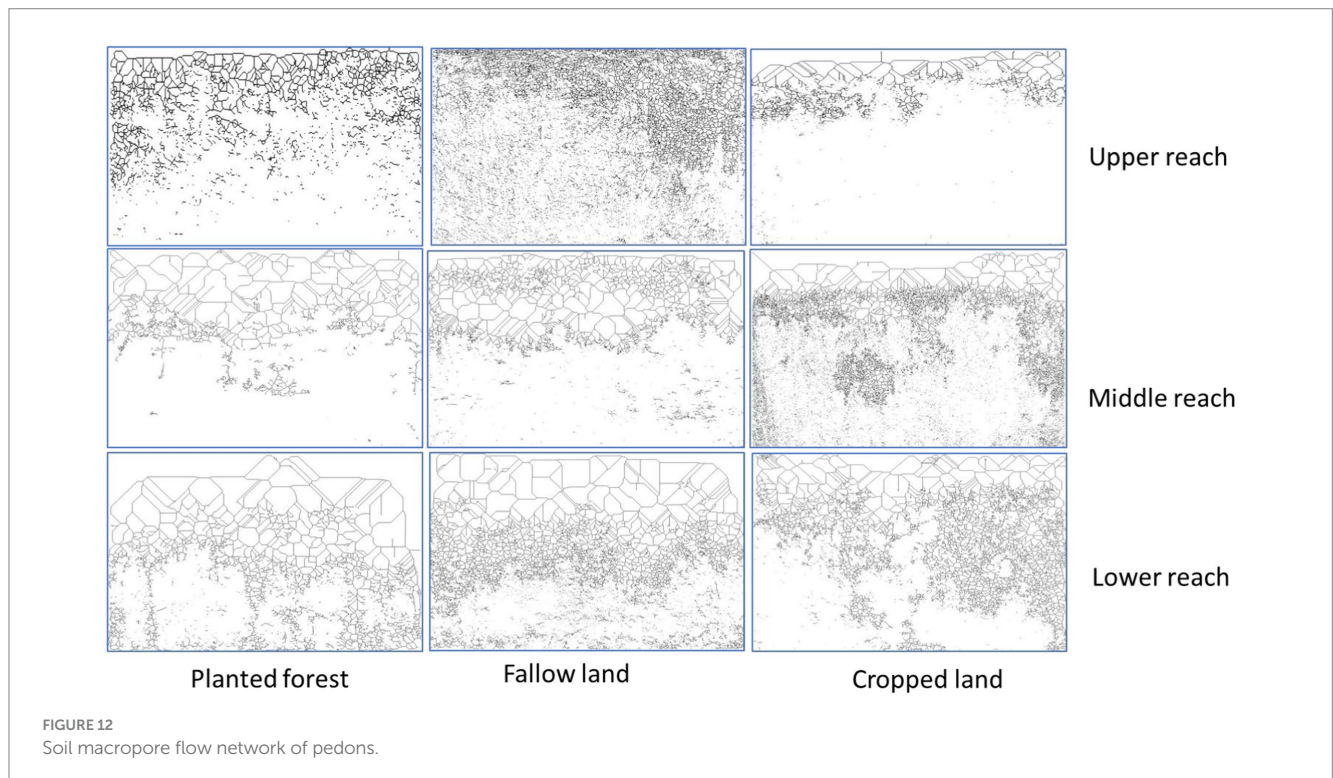 Upper reach
Middle reach
Lower reach
Planted forest
Fallow land
Cropped land
FIGURE 12
Soil macropore flow network of pedons.